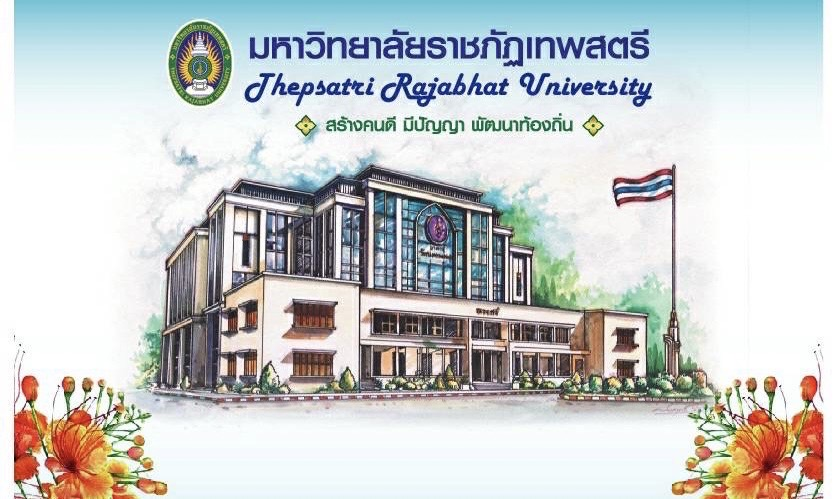 มหาวิทยาลัยราชภัฏเทพสตรี
Thepsatri Rajabhat University
สร้างคนดี มีปัญญา พัฒนาท้องถิ่น